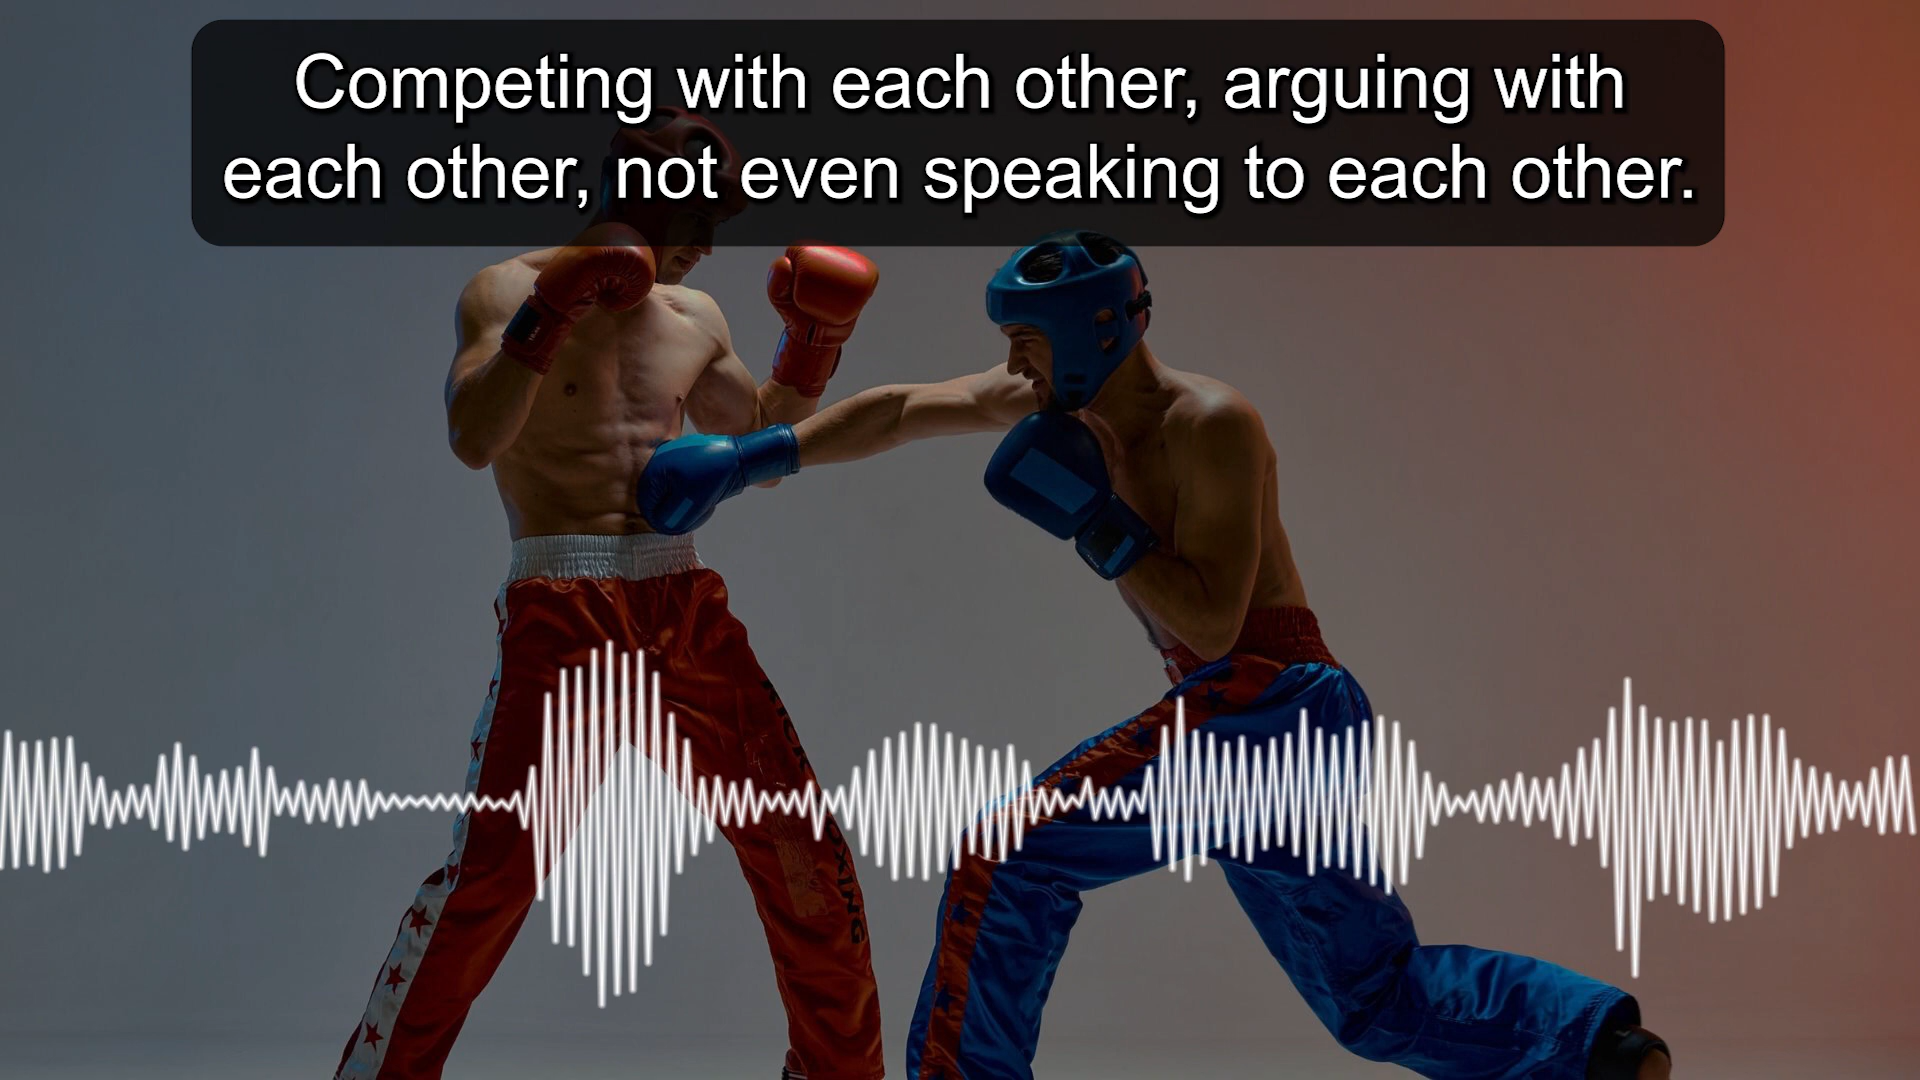 Competing with each other, arguing with
each other, not even speaking to each other.